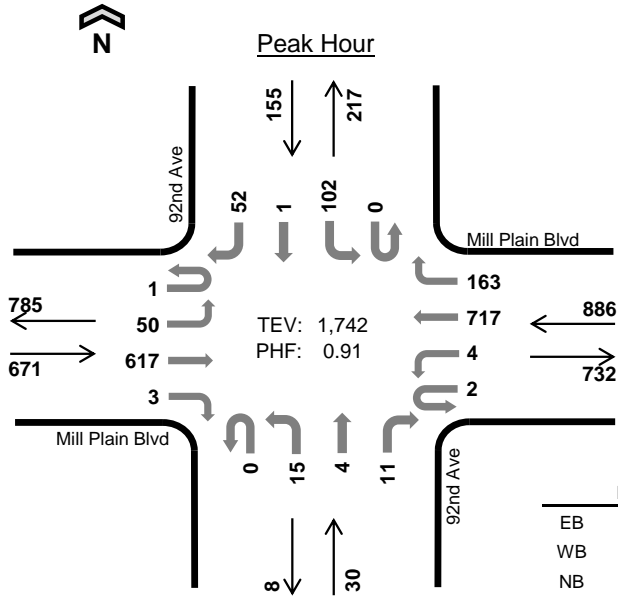 N
Peak Hour
155
217
92nd Ave
52
1
102
0
Mill Plain Blvd
1
163
785
50
TEV: 1,742
717
886
671
617
PHF: 0.91
4
732
3
2
Mill Plain Blvd
0
15
4
11
92nd Ave
EB
WB
8
30
NB